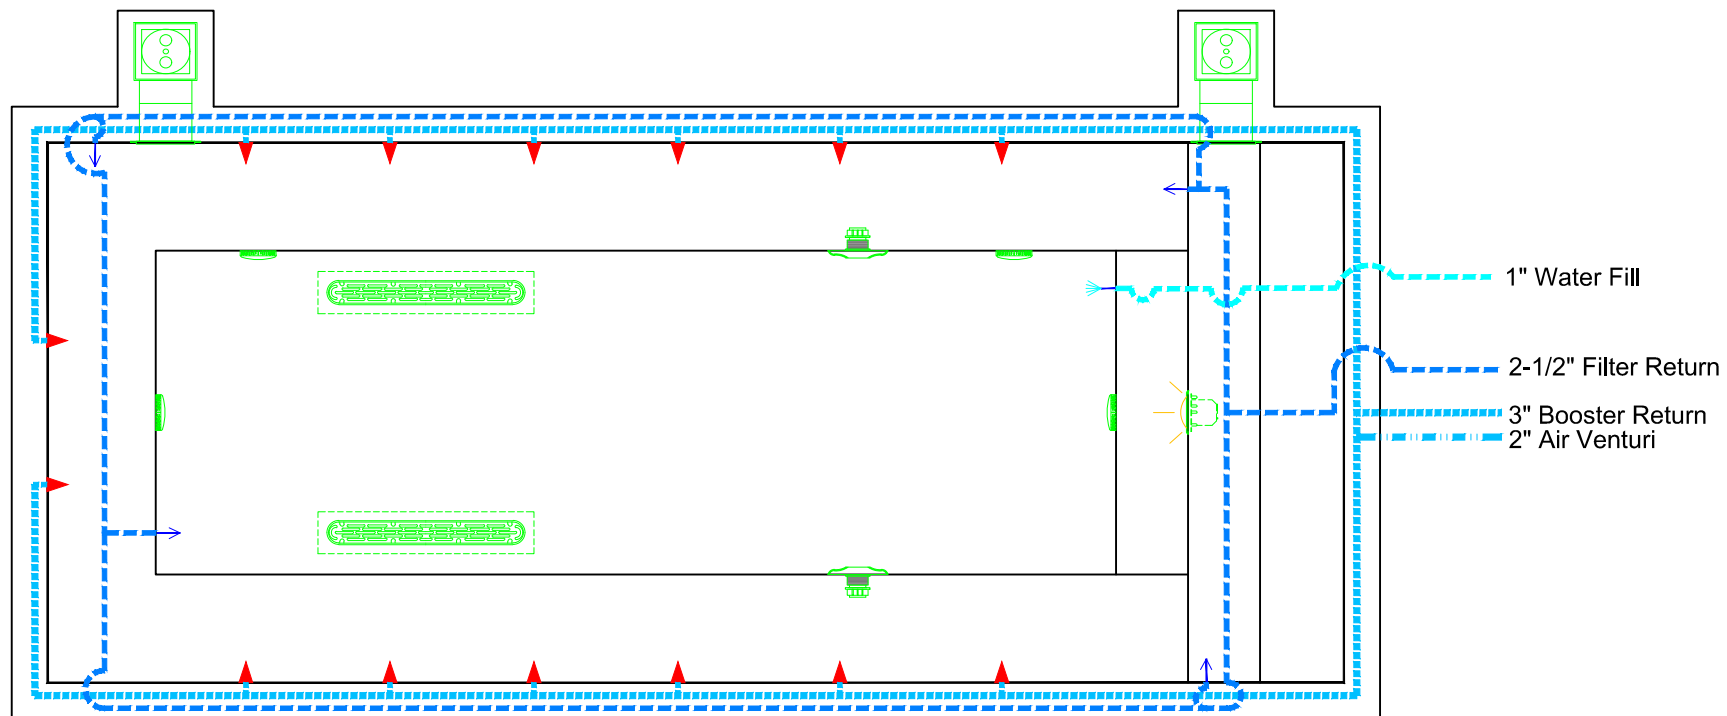 1" Water Fill
2-1/2" Filter Return
3" Booster Return
2" Air Venturi